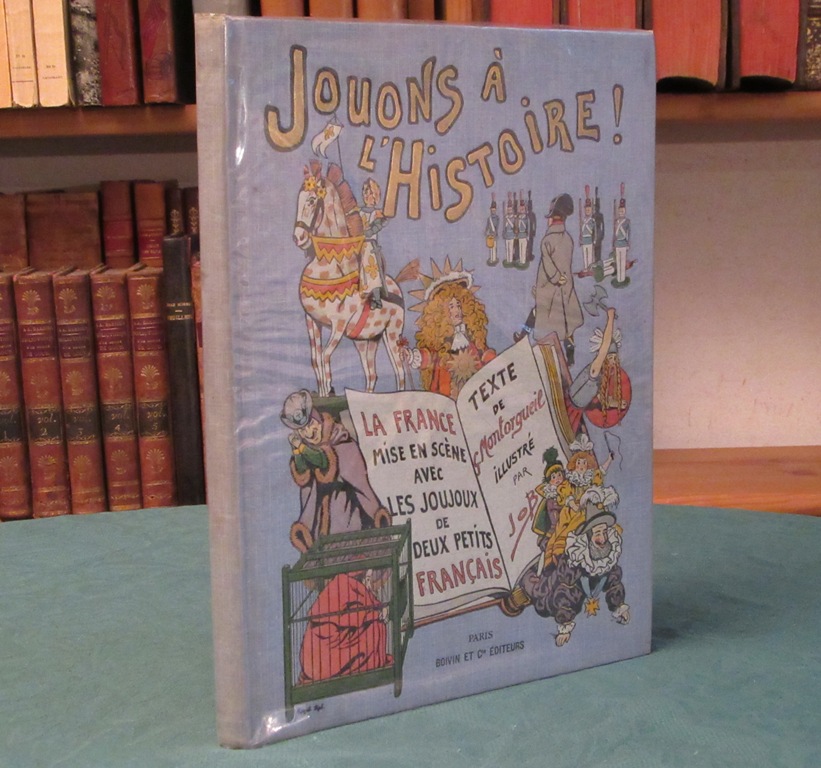 JOUONS À
L'HISTOIRE!
LA FRANCE
MISE EN SCÈNE
AVEC
LES JOUJOUX
DE
DEUX PETITS
FRANÇAIS
TEXTE
DE
G Montorgueil
ILLUSTRÉ
PAR
JOB
PARIS
BOIVIN ET Cie ÉDITEURS